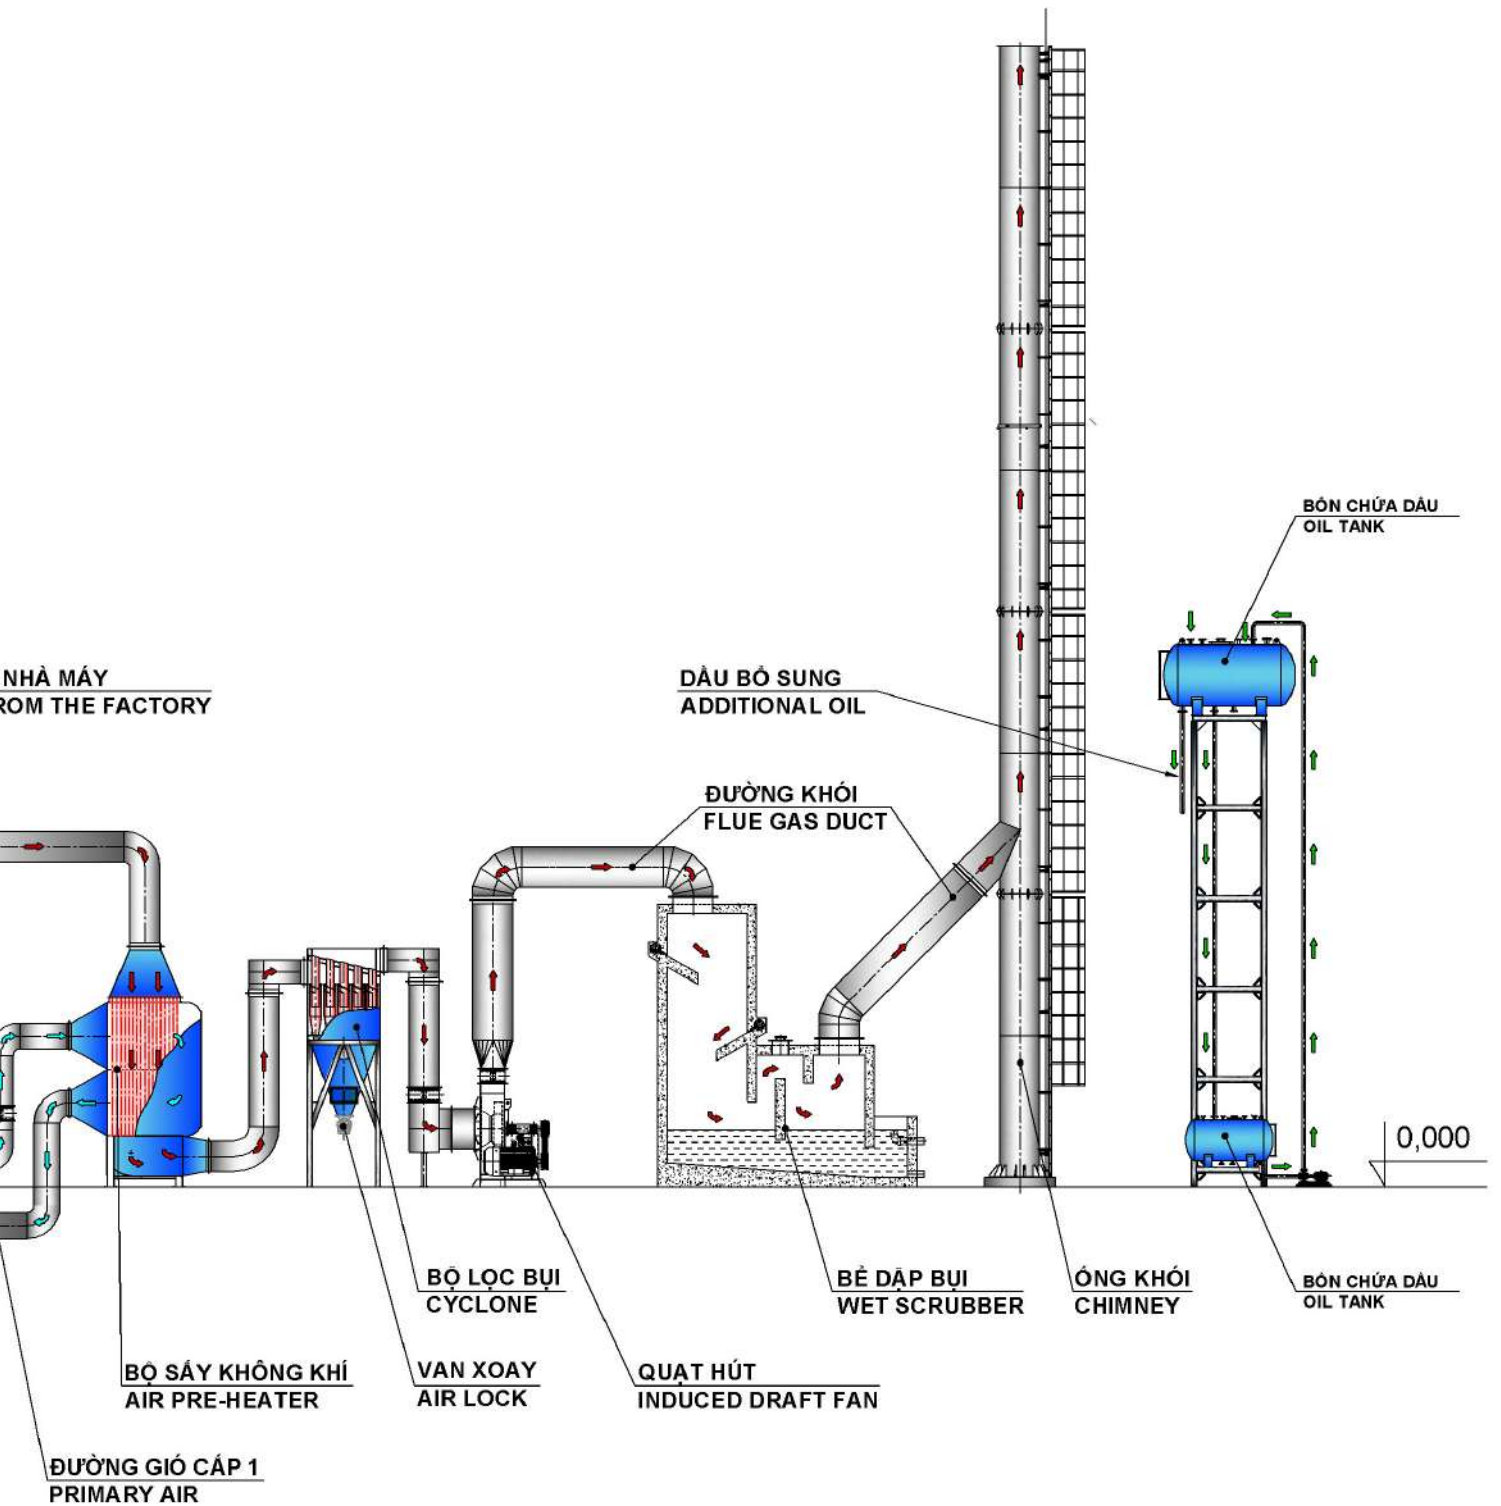 BỒN CHỨA DẦU
OIL TANK
NHÀ MÁY
ROM THE FACTORY
DẦU BỔ SUNG
ADDITIONAL OIL
ĐƯỜNG KHÓI
FLUE GAS DUCT
0,000
BỘ LỌC BỤI
CYCLONE
BỂ DẬP BỤI
WET SCRUBBER
ỐNG KHÓI
CHIMNEY
BỒN CHỨA DẦU
OIL TANK
BỘ SẤY KHÔNG KHÍ
AIR PRE-HEATER
VAN XOAY
AIR LOCK
QUẠT HÚT
INDUCED DRAFT FAN
ĐƯỜNG GIÓ CẤP 1
PRIMARY AIR